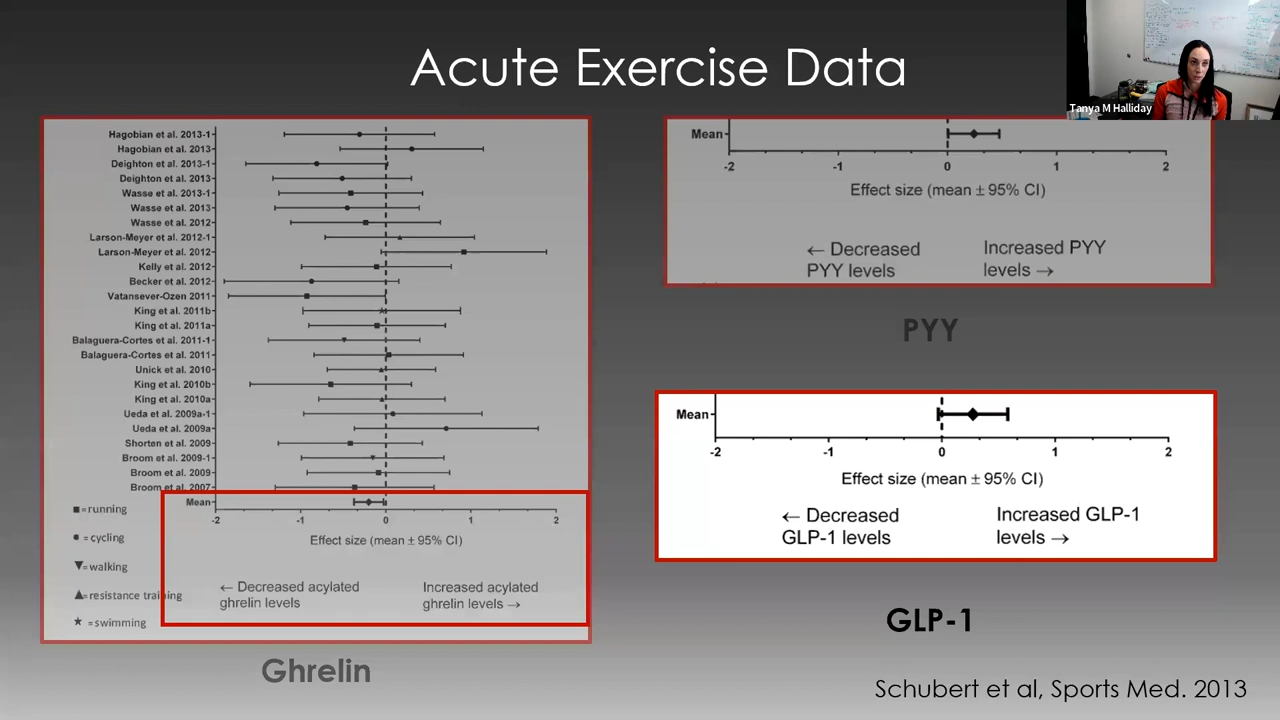 Acute Exercise Data
Tanya M Halliday
Hagobian et al. 2013-1
Hagobian et al. 2013
Deighton et al. 2013-1
Deighton et al. 2013
Wasse et al. 2013-1
Wasse et al. 2013
Wasse et al. 2012
Larson-Meyer et al. 2012-1
Larson-Meyer et al. 2012
Kelly et al. 2012
Becker et al. 2012
Vatansever-Ozen 2011
King et al. 2011b
King et al. 2011a
Balaguera-Cortes et al. 2011-1
Balaguera-Cortes et al. 2011
Unick et al. 2010
King et al. 2010b
King et al. 2010a
Ueda et al. 2009a-1
Ueda et al. 2009a
Shorten et al. 2009
Broom et al. 2009-1
Broom et al. 2009
Broom et al. 2007
Mean
-2 -1 0 1 2
Effect size (mean ± 95% CI)
← Decreased acylated
ghrelin levels
Increased acylated
ghrelin levels →
■ = running
● = cycling
▼= walking
▲= resistance training
★ = swimming
Ghrelin
Mean
-2 -1 0 1 2
Effect size (mean ± 95% CI)
← Decreased
PYY levels
Increased PYY
levels →
PYY
Mean
-2 -1 0 1 2
Effect size (mean ± 95% CI)
← Decreased
GLP-1 levels
Increased GLP-1
levels →
GLP-1
Schubert et al, Sports Med. 2013